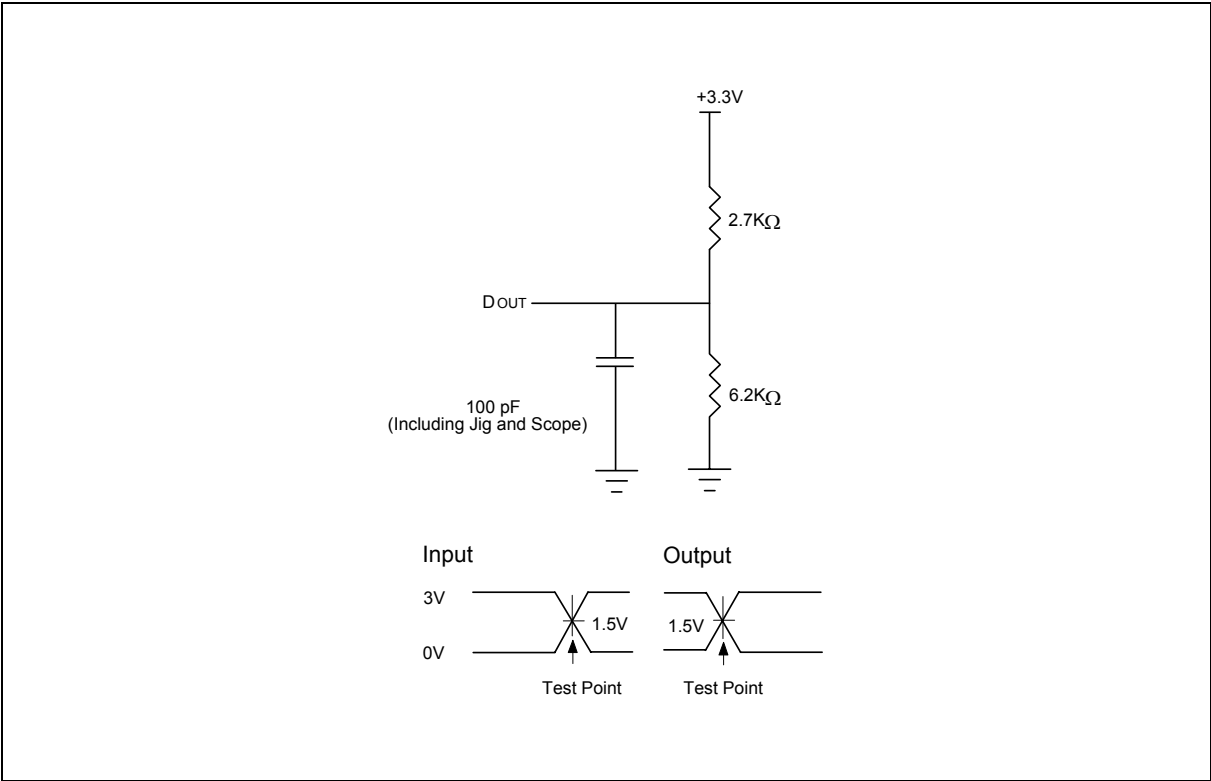 +3.3V
2.7KΩ
DOUT
6.2KΩ
100 pF
(Including Jig and Scope)
Input Output
3V
1.5V 1.5V
0V
Test Point Test Point